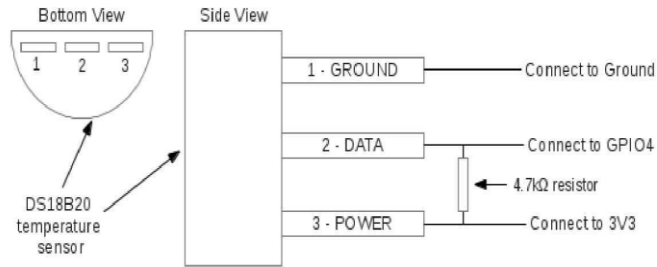 Bottom View
Side View
1
2
3
1 - GROUND
Connect to Ground
2 - DATA
Connect to GPIO4
4.7kΩ resistor
DS18B20
temperature
sensor
3 - POWER
Connect to 3V3